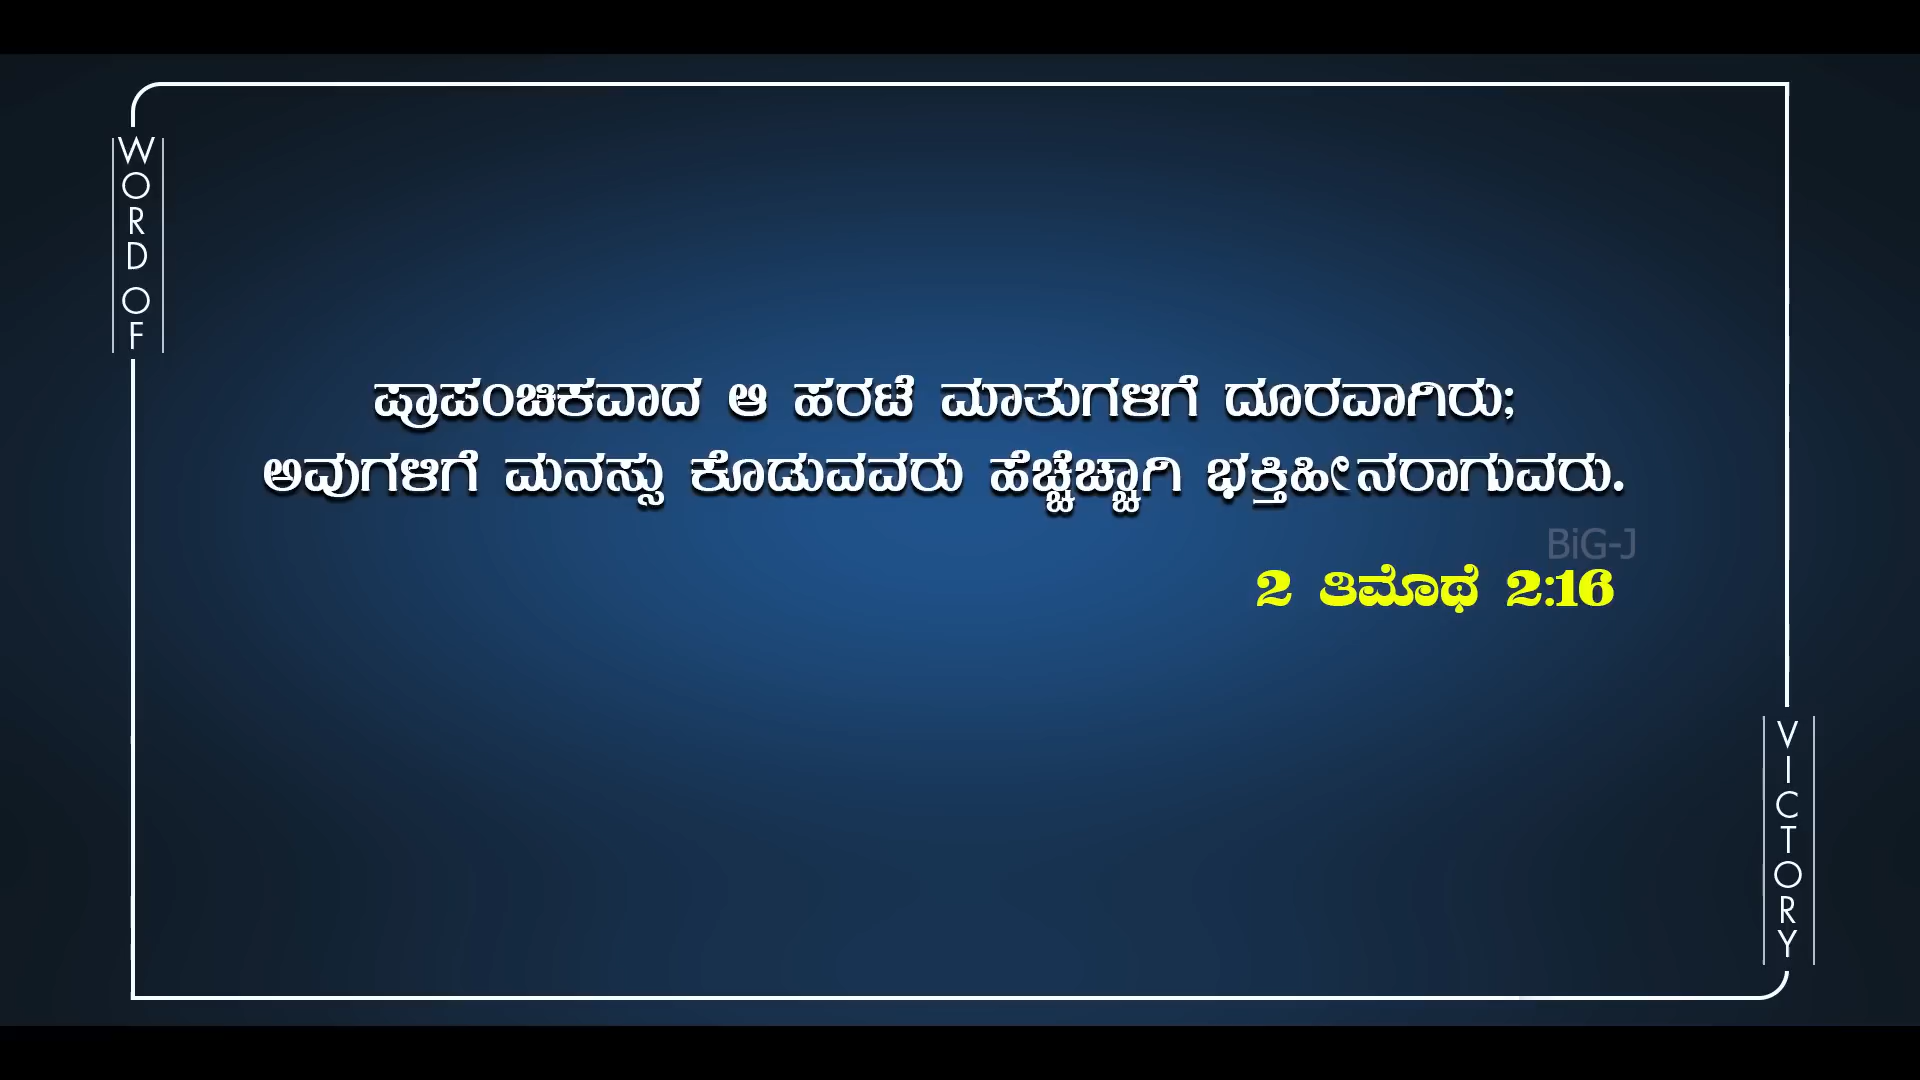 WORD OF
ಪ್ರಾಪಂಚಿಕವಾದ ಆ ಹರಟೆ ಮಾತುಗಳಿಗೆ ದೂರವಾಗಿರು;
ಅವುಗಳಿಗೆ ಮನಸ್ಸು ಕೊಡುವವರು ಹೆಚ್ಚೆಚ್ಚಾಗಿ ಭಕ್ತಿಹೀನರಾಗುವರು.
BiG-J
2 ತಿಮೊಥೆ 2:16
VICTORY